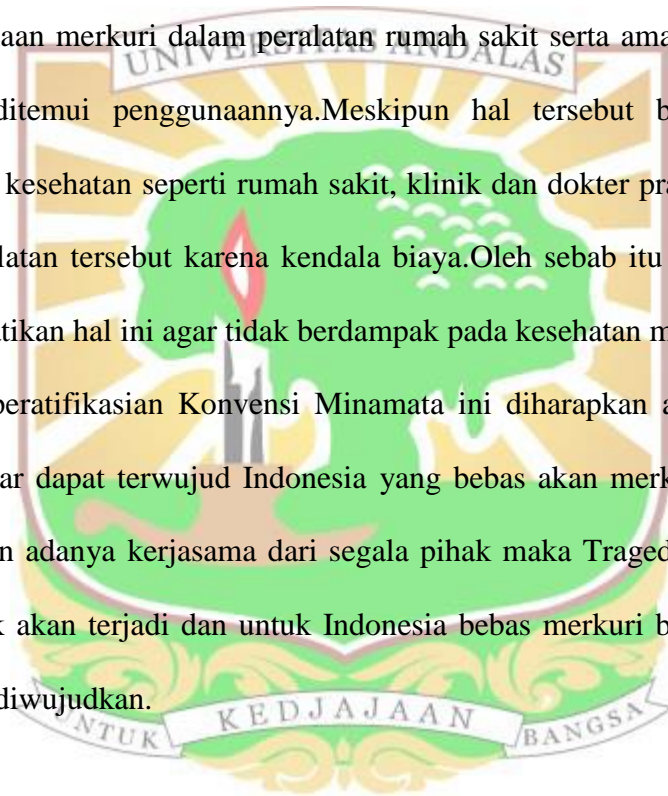 aan merkuri dalam peralatan rumah sakit serta ama
UNIVERSITAS ANDALAS
ditemui penggunaannya.Meskipun hal tersebut b
kesehatan seperti rumah sakit, klinik dan dokter pra
latan tersebut karena kendala biaya.Oleh sebab itu
tikan hal ini agar tidak berdampak pada kesehatan m
peratifikasian Konvensi Minamata ini diharapkan a
ar dapat terwujud Indonesia yang bebas akan merk
n adanya kerjasama dari segala pihak maka Traged
k akan terjadi dan untuk Indonesia bebas merkuri b
diwujudkan.
UNTUK KEDJAJAAN BANGSA